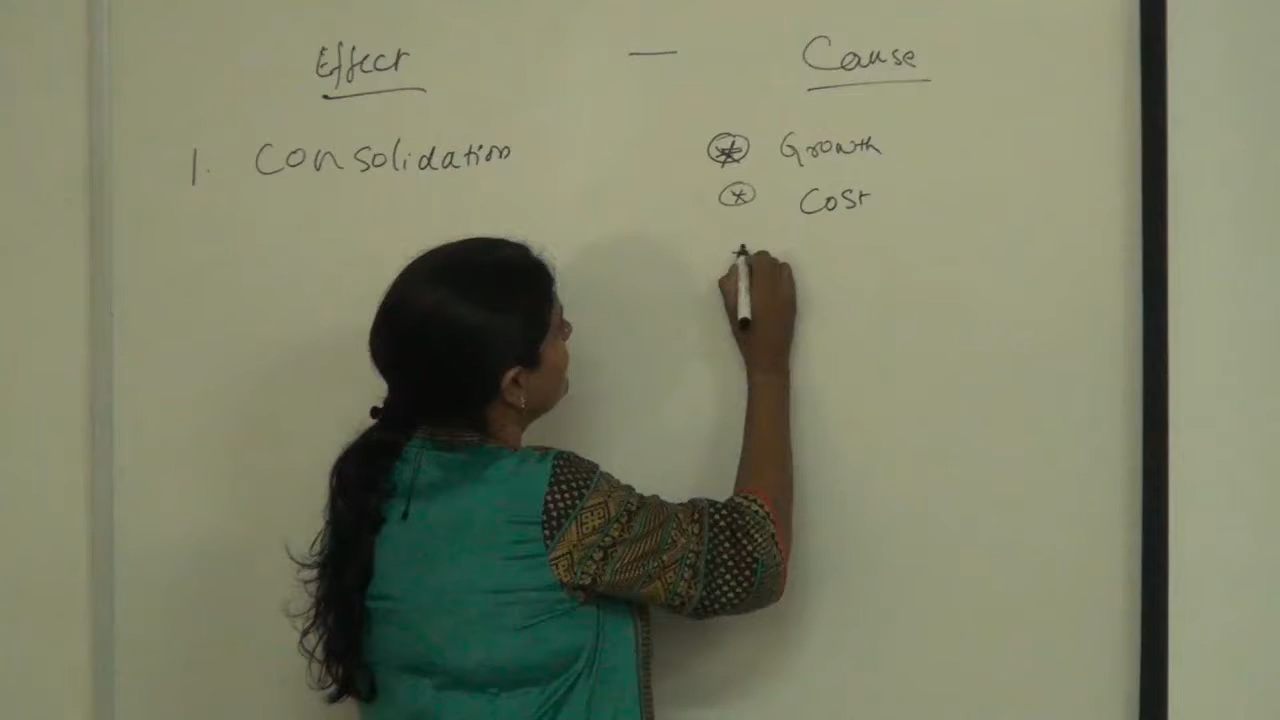 Effect — Cause
1. Consolidation * Growth
* Cost
*